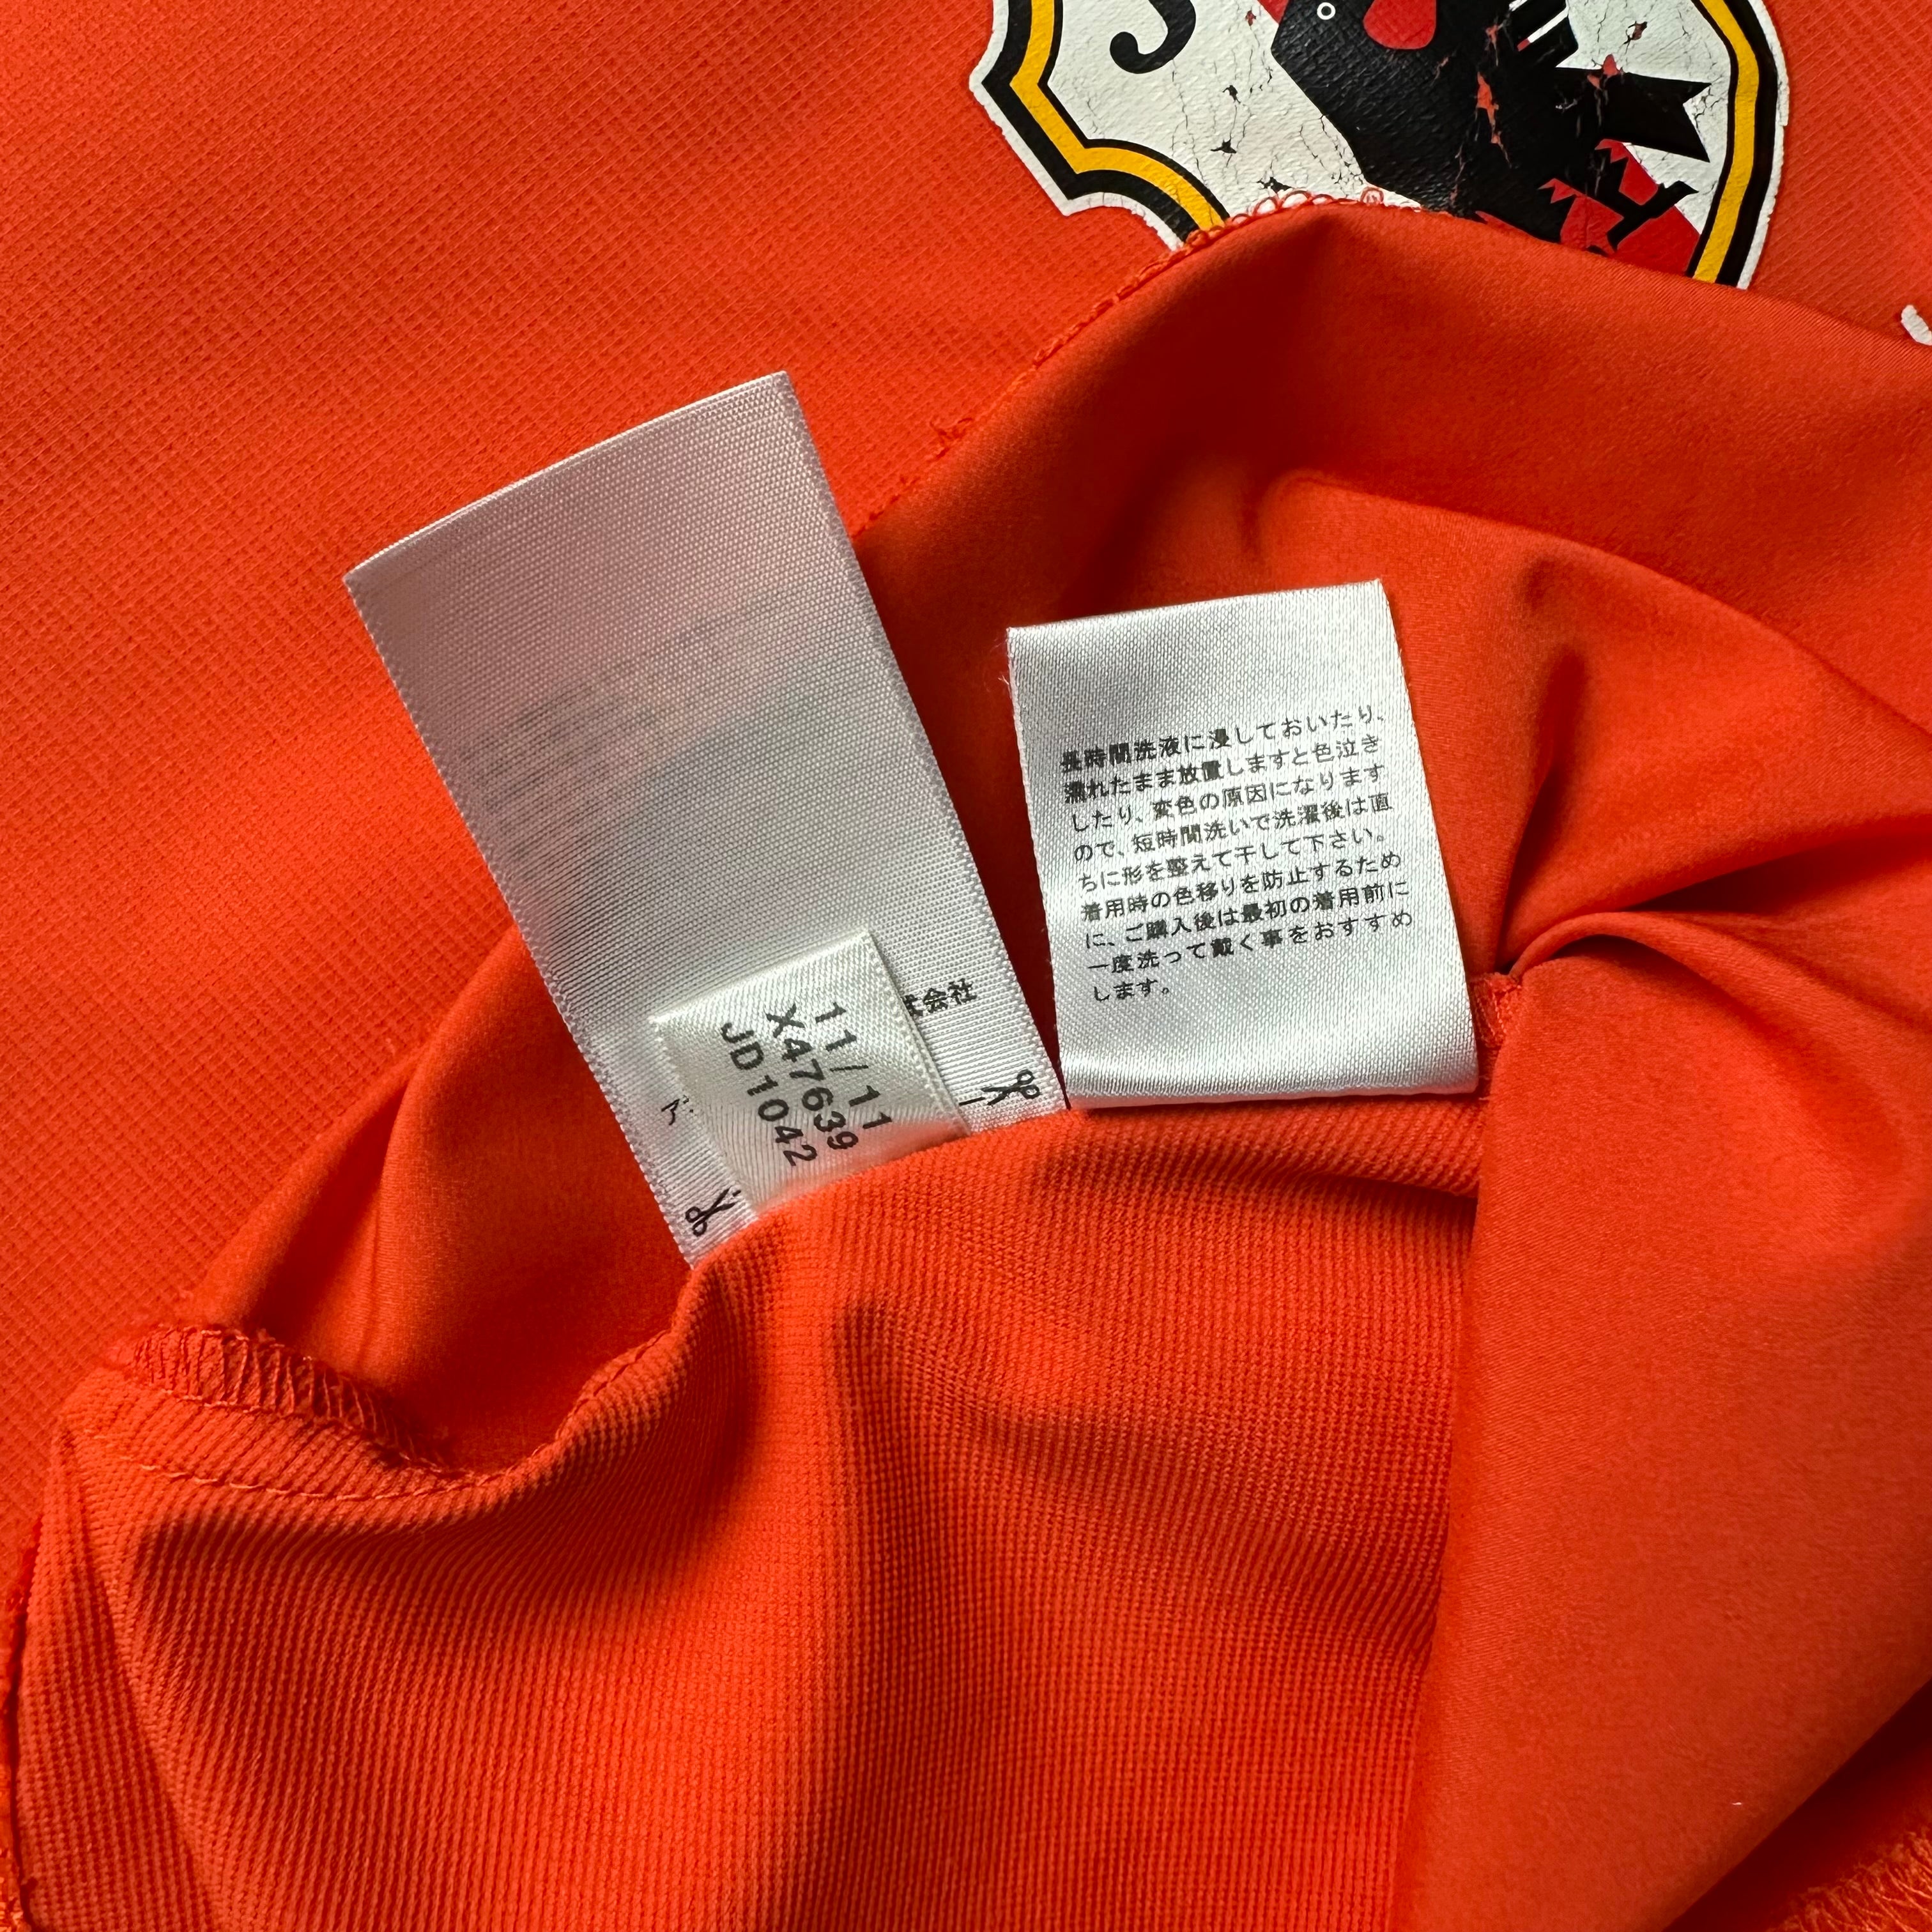 J
長時間洗液に浸しておいたり、
濡れたまま放置しますと色泣き
したり、変色の原因になります
ので、短時間洗いで洗濯後は直
ちに形を整えて干して下さい。
着用時の色移りを防止するため
に、ご購入後は最初の着用前に
一度洗って戴く事をおすすめ
します。
式会社
ア
11/11
X47639
JD1042